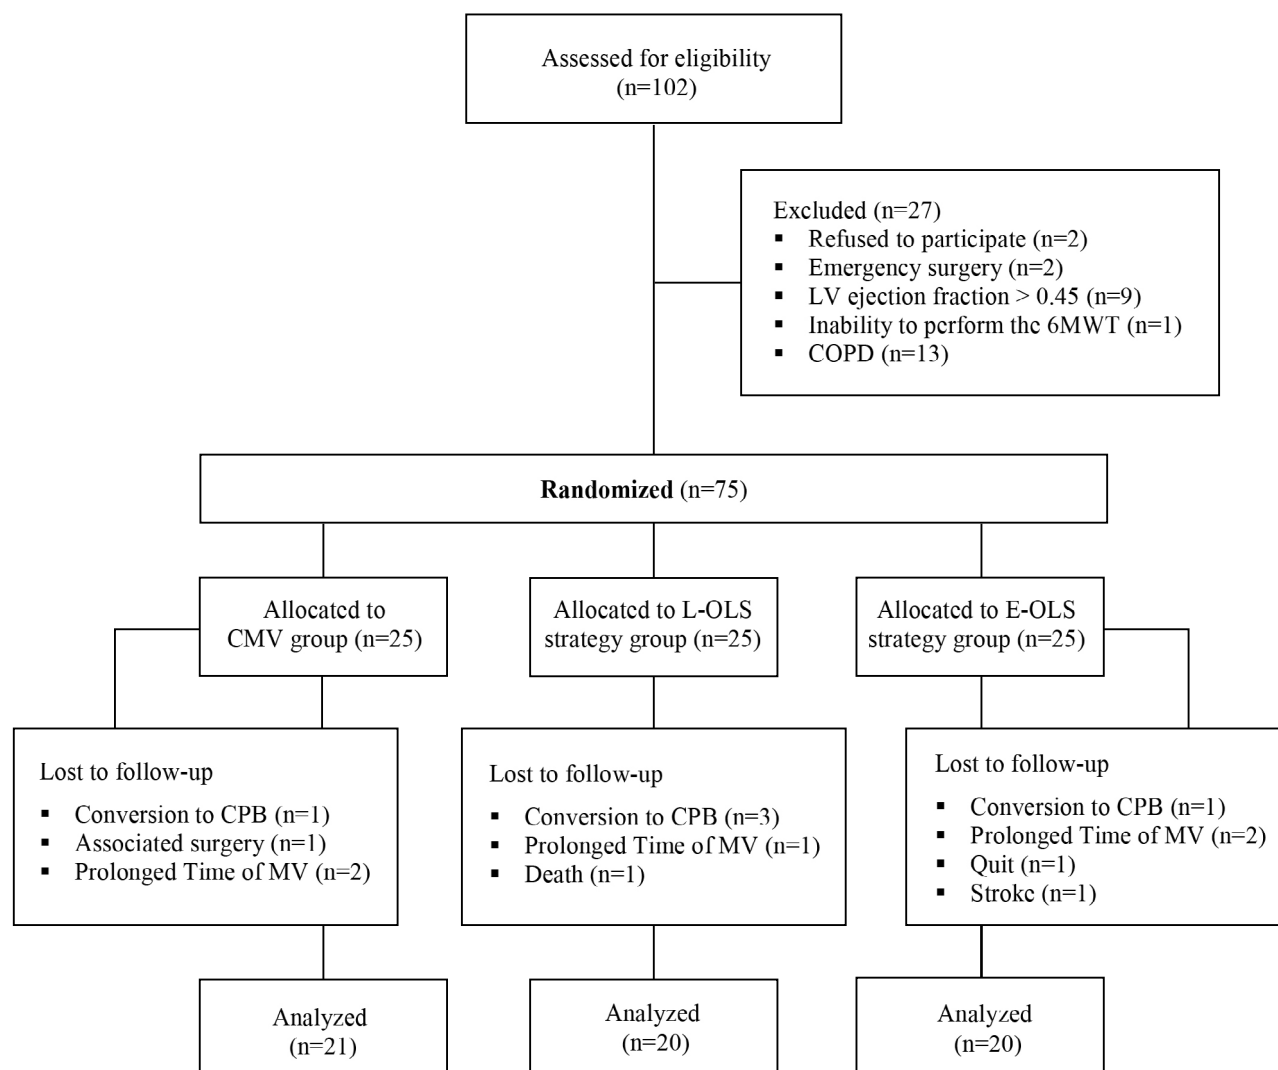 Assessed for eligibility
(n=102)
Excluded (n=27)
▪ Refused to participate (n=2)
▪ Emergency surgery (n=2)
▪ LV ejection fraction > 0.45 (n=9)
▪ Inability to perform the 6MWT (n=1)
▪ COPD (n=13)
Randomized (n=75)
Allocated to
CMV group (n=25)
Allocated to L-OLS
strategy group (n=25)
Allocated to E-OLS
strategy group (n=25)
Lost to follow-up
▪ Conversion to CPB (n=1)
▪ Associated surgery (n=1)
▪ Prolonged Time of MV (n=2)
Lost to follow-up
▪ Conversion to CPB (n=3)
▪ Prolonged Time of MV (n=1)
▪ Death (n=1)
Lost to follow-up
▪ Conversion to CPB (n=1)
▪ Prolonged Time of MV (n=2)
▪ Quit (n=1)
▪ Stroke (n=1)
Analyzed
(n=21)
Analyzed
(n=20)
Analyzed
(n=20)